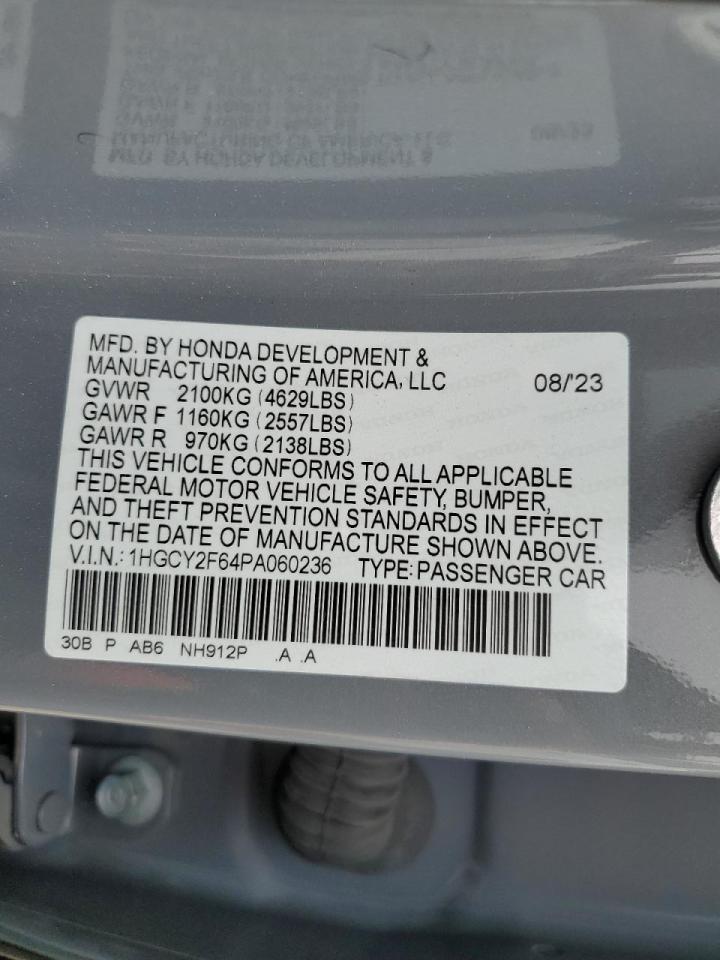 MFD. BY HONDA DEVELOPMENT &
MANUFACTURING OF AMERICA, LLC 08/'23
GVWR 2100KG (4629LBS)
GAWR F 1160KG (2557LBS)
GAWR R 970KG (2138LBS)
THIS VEHICLE CONFORMS TO ALL APPLICABLE
FEDERAL MOTOR VEHICLE SAFETY, BUMPER,
AND THEFT PREVENTION STANDARDS IN EFFECT
ON THE DATE OF MANUFACTURE SHOWN ABOVE.
V.I.N.: 1HGCY2F64PA060236 TYPE: PASSENGER CAR
30B P AB6 NH912P .A .A